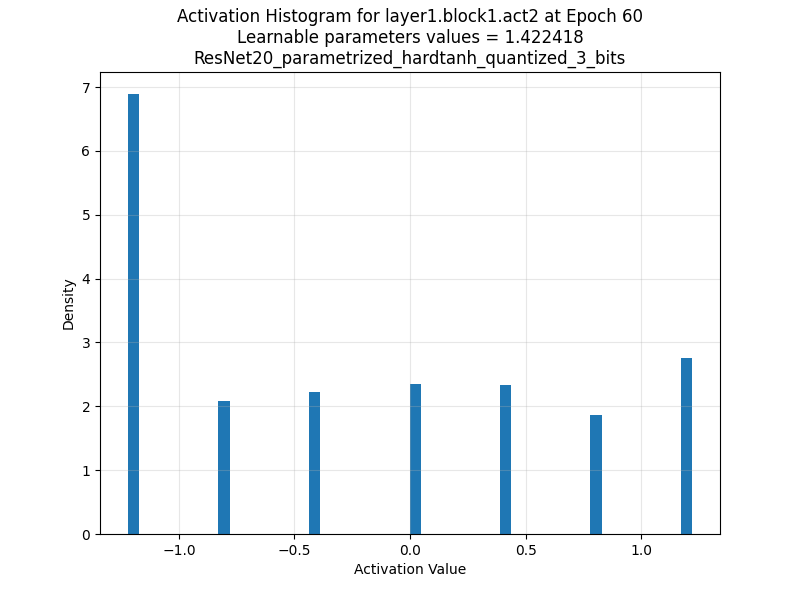 Activation Histogram for layer1.block1.act2 at Epoch 60
Learnable parameters values = 1.422418
ResNet20_parametrized_hardtanh_quantized_3_bits
7
6
5
4
3
2
1
0
Density
−1.0 −0.5 0.0 0.5 1.0
Activation Value